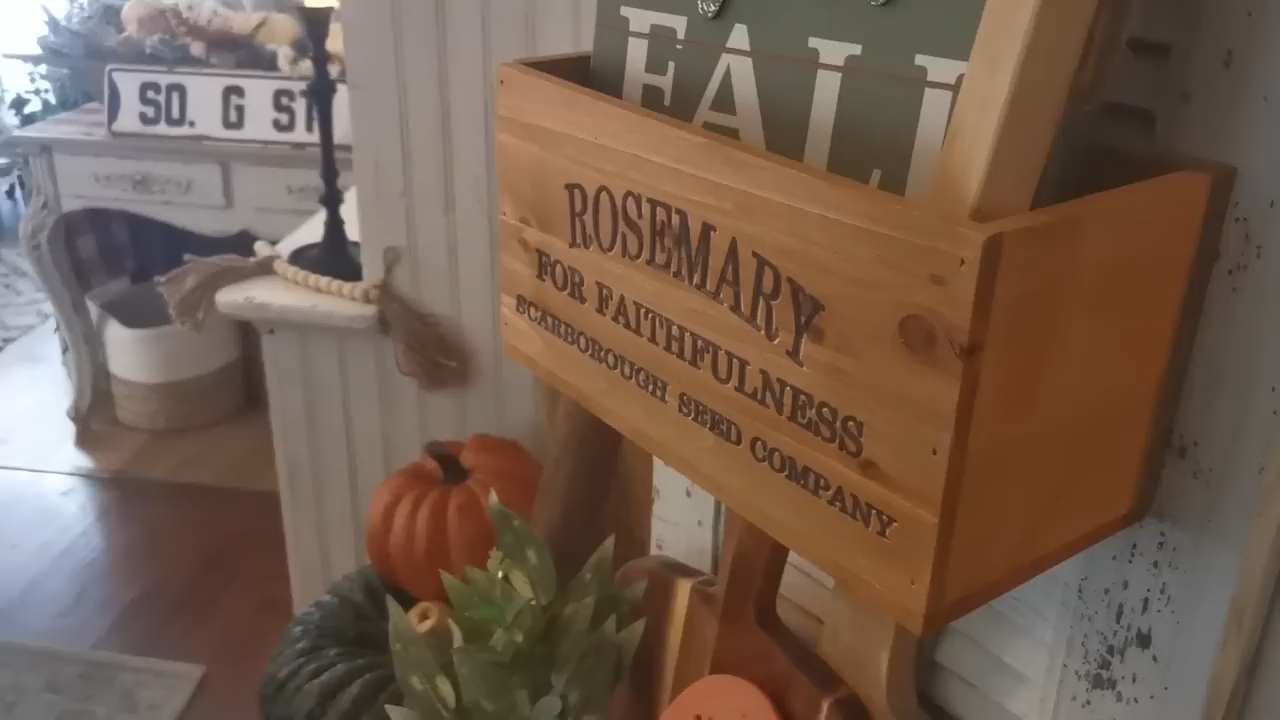 SO. G ST
FALL
ROSEMARY
FOR FAITHFULNESS
SCARBOROUGH SEED COMPANY